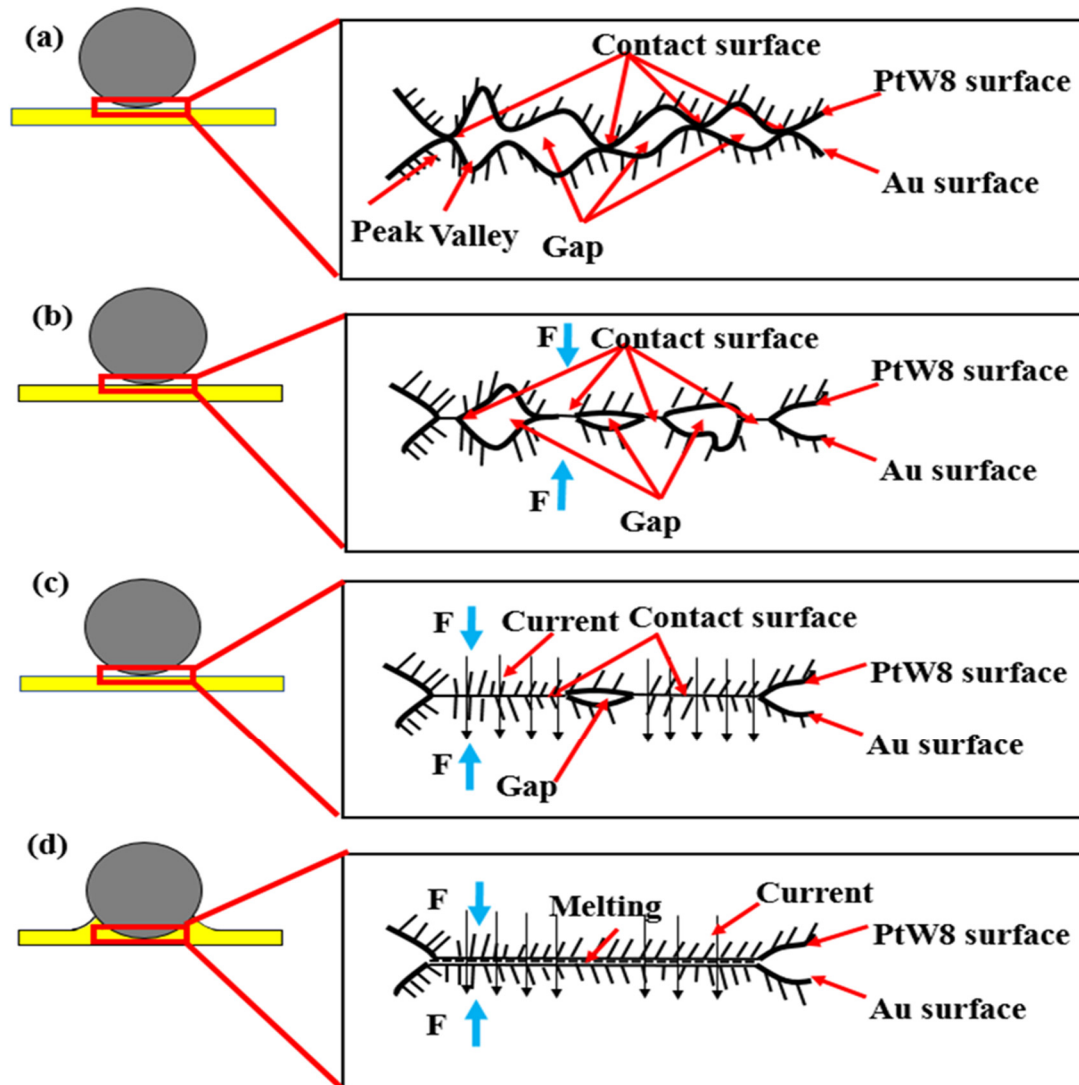 (a)
Contact surface
PtW8 surface
Au surface
Peak Valley
Gap
(b)
F
Contact surface
PtW8 surface
Au surface
F
Gap
(c)
F
Current
Contact surface
PtW8 surface
Au surface
F
Gap
(d)
F
Melting
Current
PtW8 surface
Au surface
F